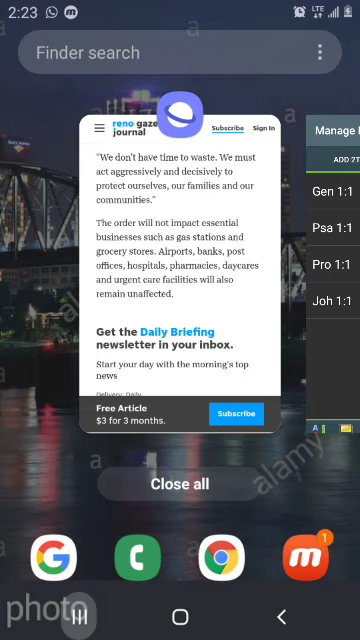 2:23
LTE
Finder search
reno gaze
journal
Subscribe
Sign In
“We don't have time to waste. We must
act aggressively and decisively to
protect ourselves, our families and our
communities.”
The order will not impact essential
businesses such as gas stations and
grocery stores. Airports, banks, post
offices, hospitals, pharmacies, daycares
and urgent care facilities will also
remain unaffected.
Get the Daily Briefing
newsletter in your inbox.
Start your day with the morning's top
news
Delivery: Daily
Free Article
$3 for 3 months.
Subscribe
Manage
ADD 2T
Gen 1:1
Psa 1:1
Pro 1:1
Joh 1:1
A
Close all
a
alamy
G
m
1
photo